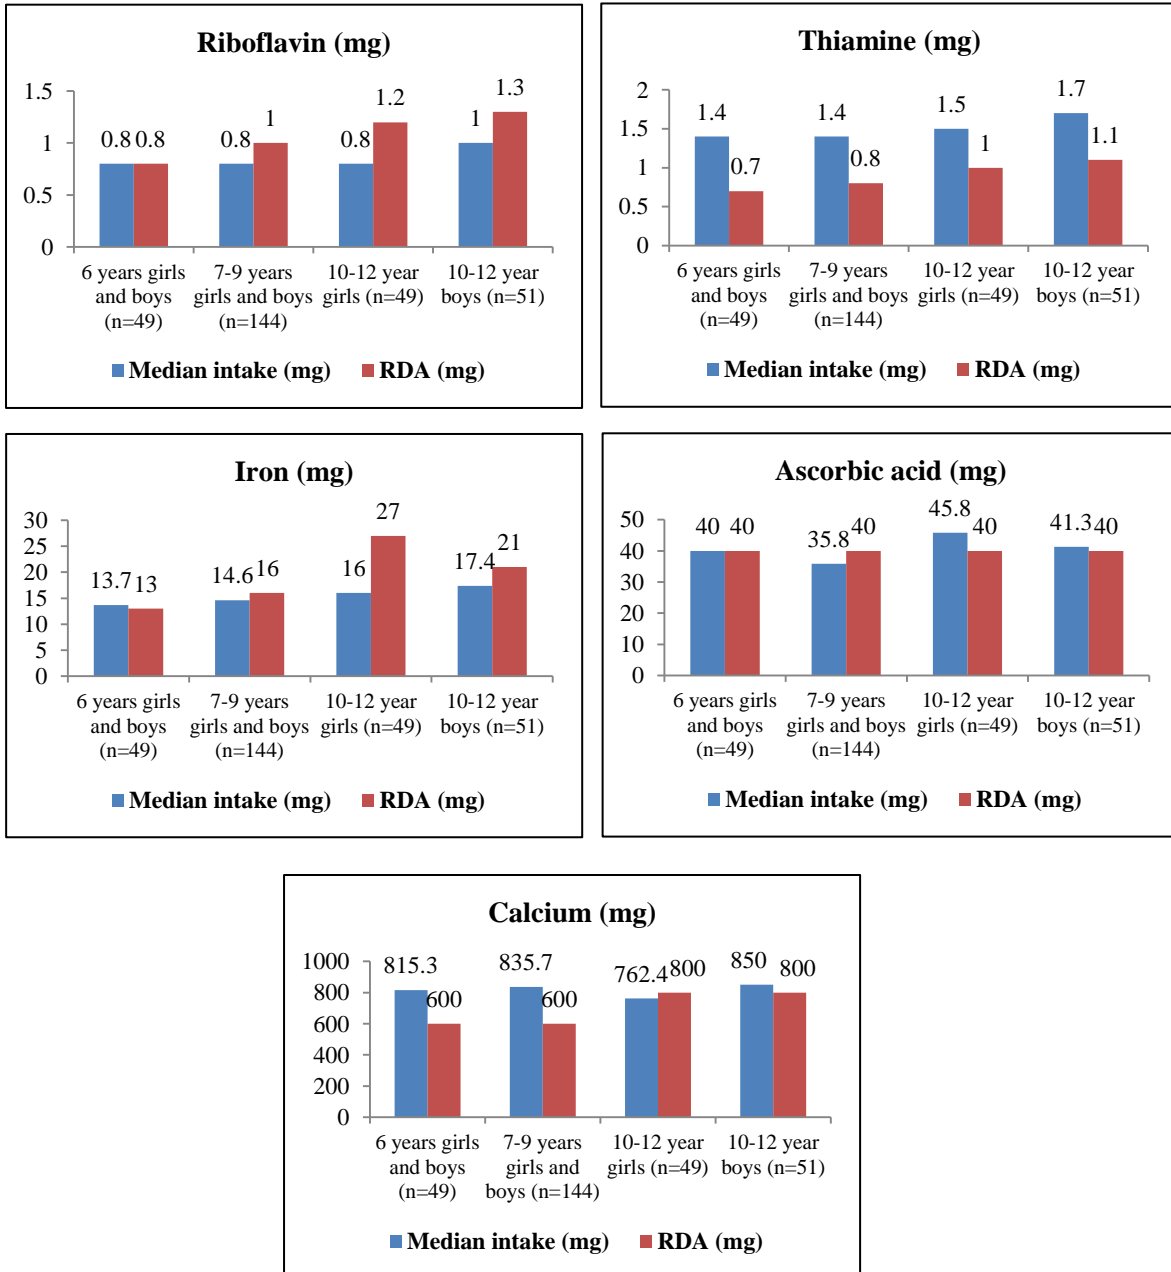 Riboflavin (mg)
1.5
1
0.5
0
0.8 0.8 0.8 1 0.8 1.2 1 1.3
6 years girls and boys (n=49)
7-9 years girls and boys (n=144)
10-12 year girls (n=49)
10-12 year boys (n=51)
Median intake (mg) RDA (mg)
Thiamine (mg)
2
1.5
1
0.5
0
1.4 0.7 1.4 0.8 1.5 1 1.7 1.1
6 years girls and boys (n=49)
7-9 years girls and boys (n=144)
10-12 year girls (n=49)
10-12 year boys (n=51)
Median intake (mg) RDA (mg)
Iron (mg)
30
25
20
15
10
5
0
13.7 13 14.6 16 16 27 17.4 21
6 years girls and boys (n=49)
7-9 years girls and boys (n=144)
10-12 year girls (n=49)
10-12 year boys (n=51)
Median intake (mg) RDA (mg)
Ascorbic acid (mg)
50
40
30
20
10
0
40 40 35.8 40 45.8 40 41.3 40
6 years girls and boys (n=49)
7-9 years girls and boys (n=144)
10-12 year girls (n=49)
10-12 year boys (n=51)
Median intake (mg) RDA (mg)
Calcium (mg)
1000
800
600
400
200
0
815.3 600 835.7 600 762.4 800 850 800
6 years girls and boys (n=49)
7-9 years girls and boys (n=144)
10-12 year girls (n=49)
10-12 year boys (n=51)
Median intake (mg) RDA (mg)